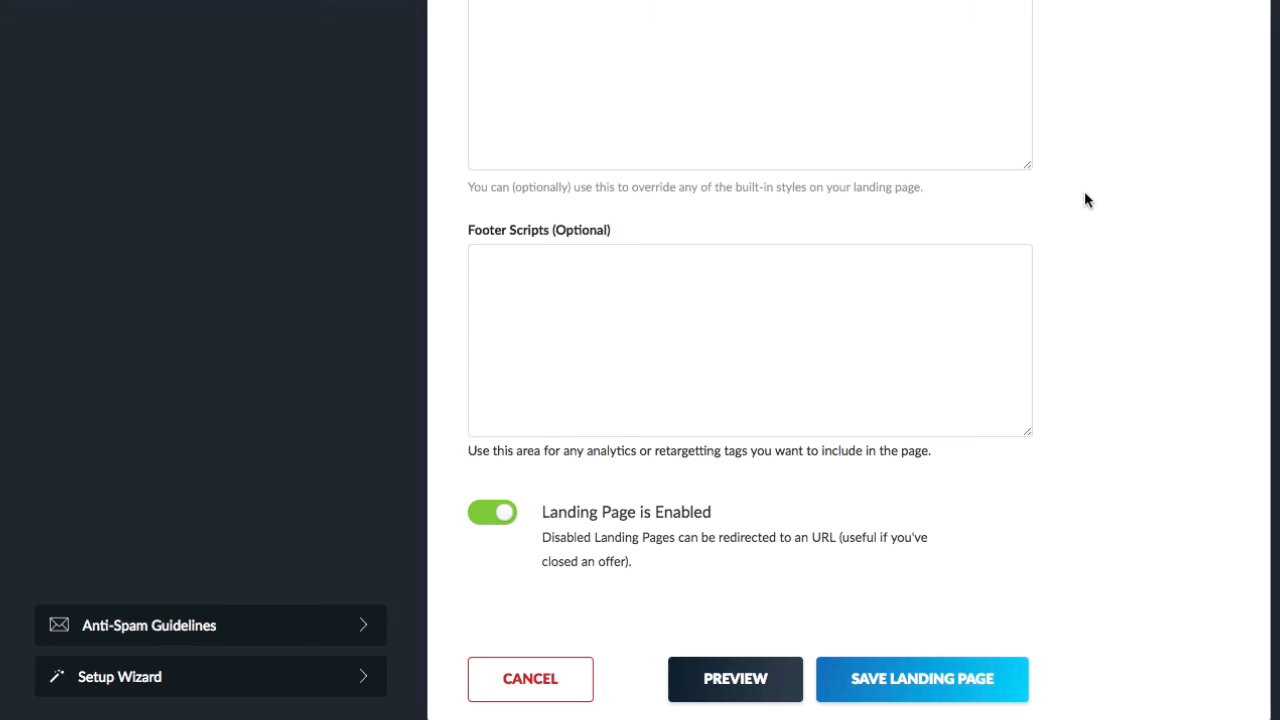 You can (optionally) use this to override any of the built-in styles on your landing page.
Footer Scripts (Optional)
Use this area for any analytics or retargetting tags you want to include in the page.
Landing Page is Enabled
Disabled Landing Pages can be redirected to an URL (useful if you've
closed an offer).
Anti-Spam Guidelines
Setup Wizard
CANCEL
PREVIEW
SAVE LANDING PAGE